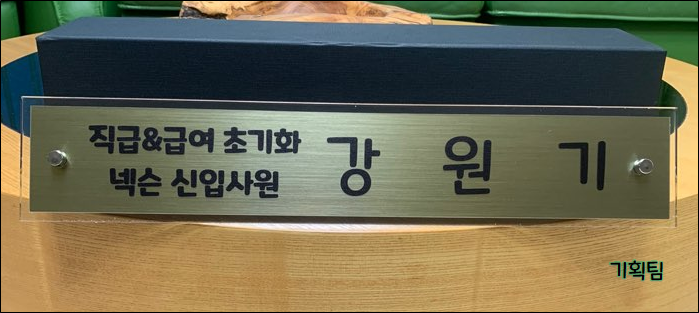 직급&급여 초기화
넥슨 신입사원
강 원 기
기획팀